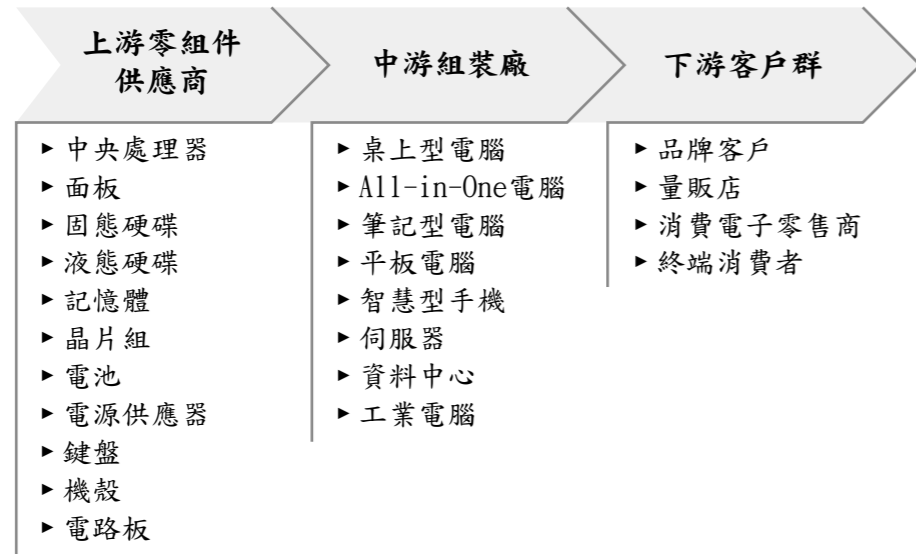 上游零組件
供應商
中游組裝廠
下游客戶群
▸中央處理器
▸面板
▸固態硬碟
▸液態硬碟
▸記憶體
▸晶片組
▸電池
▸電源供應器
▸鍵盤
▸機殼
▸電路板
▸桌上型電腦
▸All-in-One電腦
▸筆記型電腦
▸平板電腦
▸智慧型手機
▸伺服器
▸資料中心
▸工業電腦
▸品牌客戶
▸量販店
▸消費電子零售商
▸終端消費者